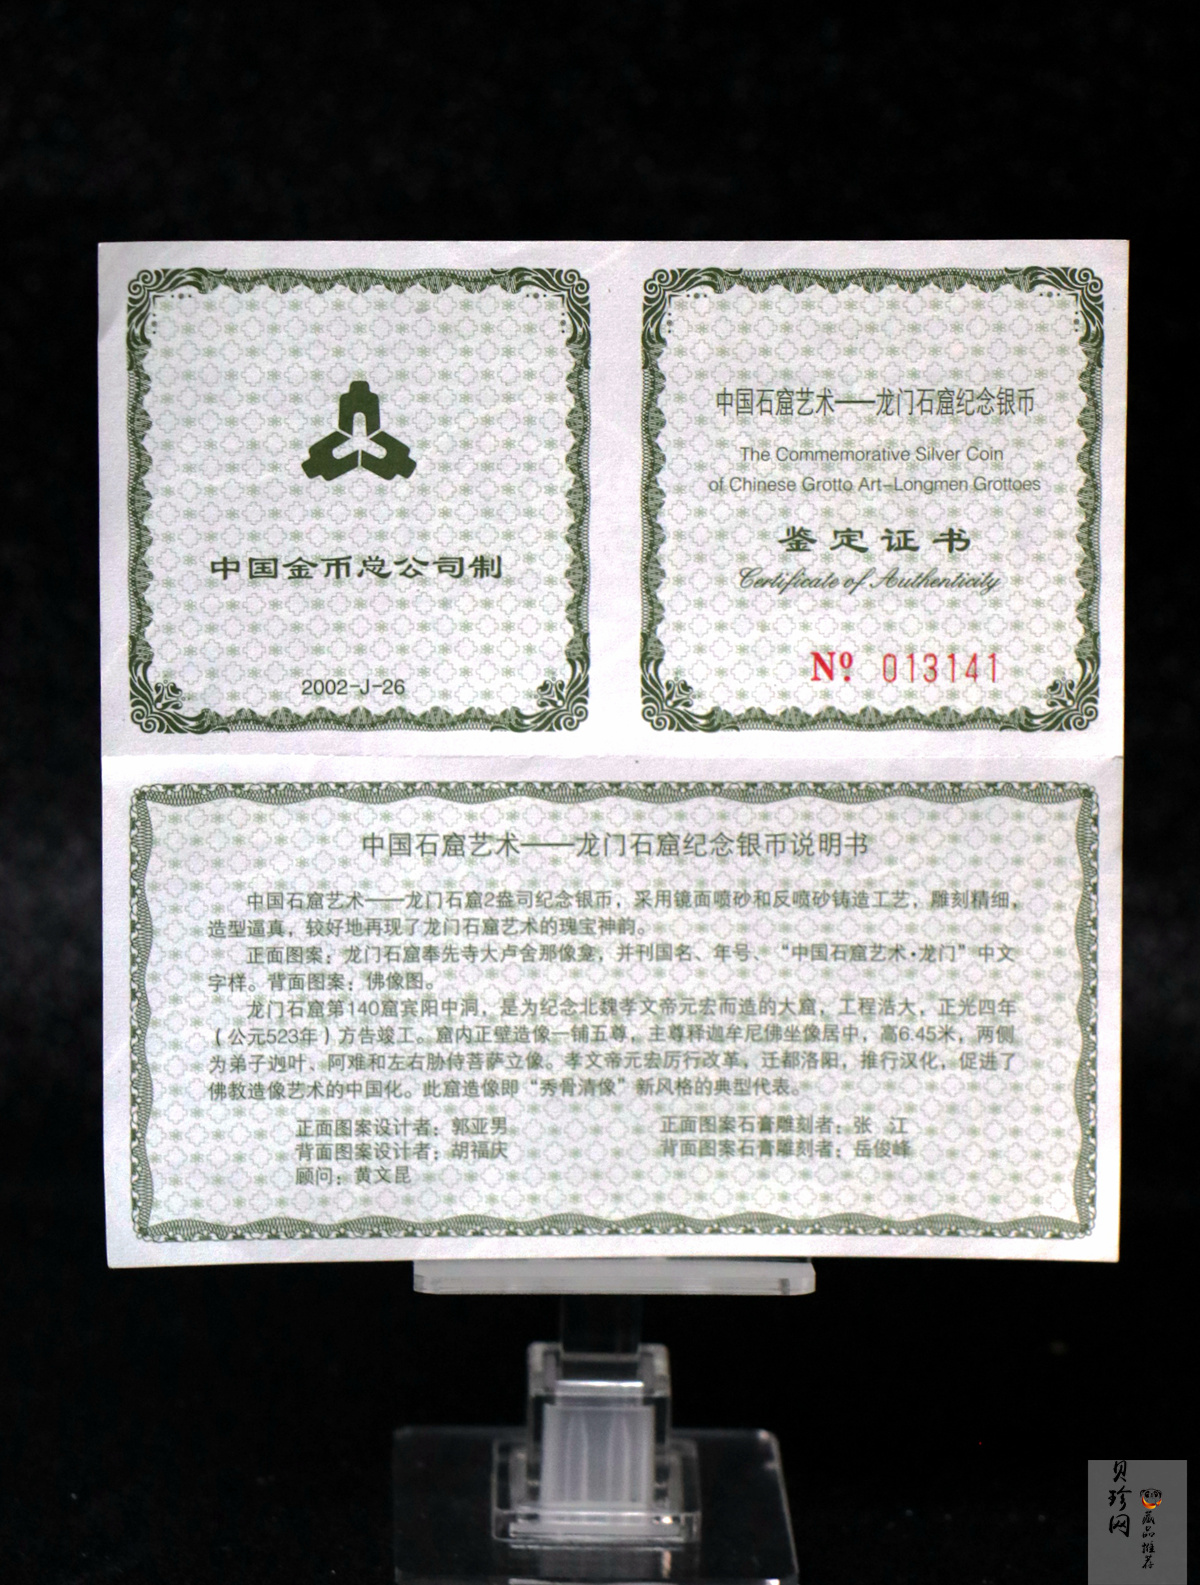 中国金币总公司制
2002-J-26
中国石窟艺术——龙门石窟纪念银币
The Commemorative Silver Coin
of Chinese Grotto Art-Longmen Grottoes
鉴定证书
Certificate of Authenticity
Nº 013141
中国石窟艺术——龙门石窟纪念银币说明书
中国石窟艺术——龙门石窟2盎司纪念银币，采用镜面喷砂和反喷砂铸造工艺，雕刻精细，
造型逼真，较好地再现了龙门石窟艺术的瑰宝神韵。
正面图案：龙门石窟奉先寺大卢舍那像龛，并刊国名、年号、“中国石窟艺术·龙门”中文
字样。背面图案：佛像图。
龙门石窟第140窟宾阳中洞，是为纪念北魏孝文帝元宏而造的大窟，工程浩大，正光四年
（公元523年）方告竣工。窟内正壁造像一铺五尊，主尊释迦牟尼佛坐像居中，高6.45米，两侧
为弟子迦叶、阿难和左右胁侍菩萨立像。孝文帝元宏厉行改革，迁都洛阳，推行汉化，促进了
佛教造像艺术的中国化。此窟造像即“秀骨清像”新风格的典型代表。
正面图案设计者：郭亚男
背面图案设计者：胡福庆
顾问：黄文昆
正面图案石膏雕刻者：张 江
背面图案石膏雕刻者：岳俊峰
贝珍网
藏品推荐